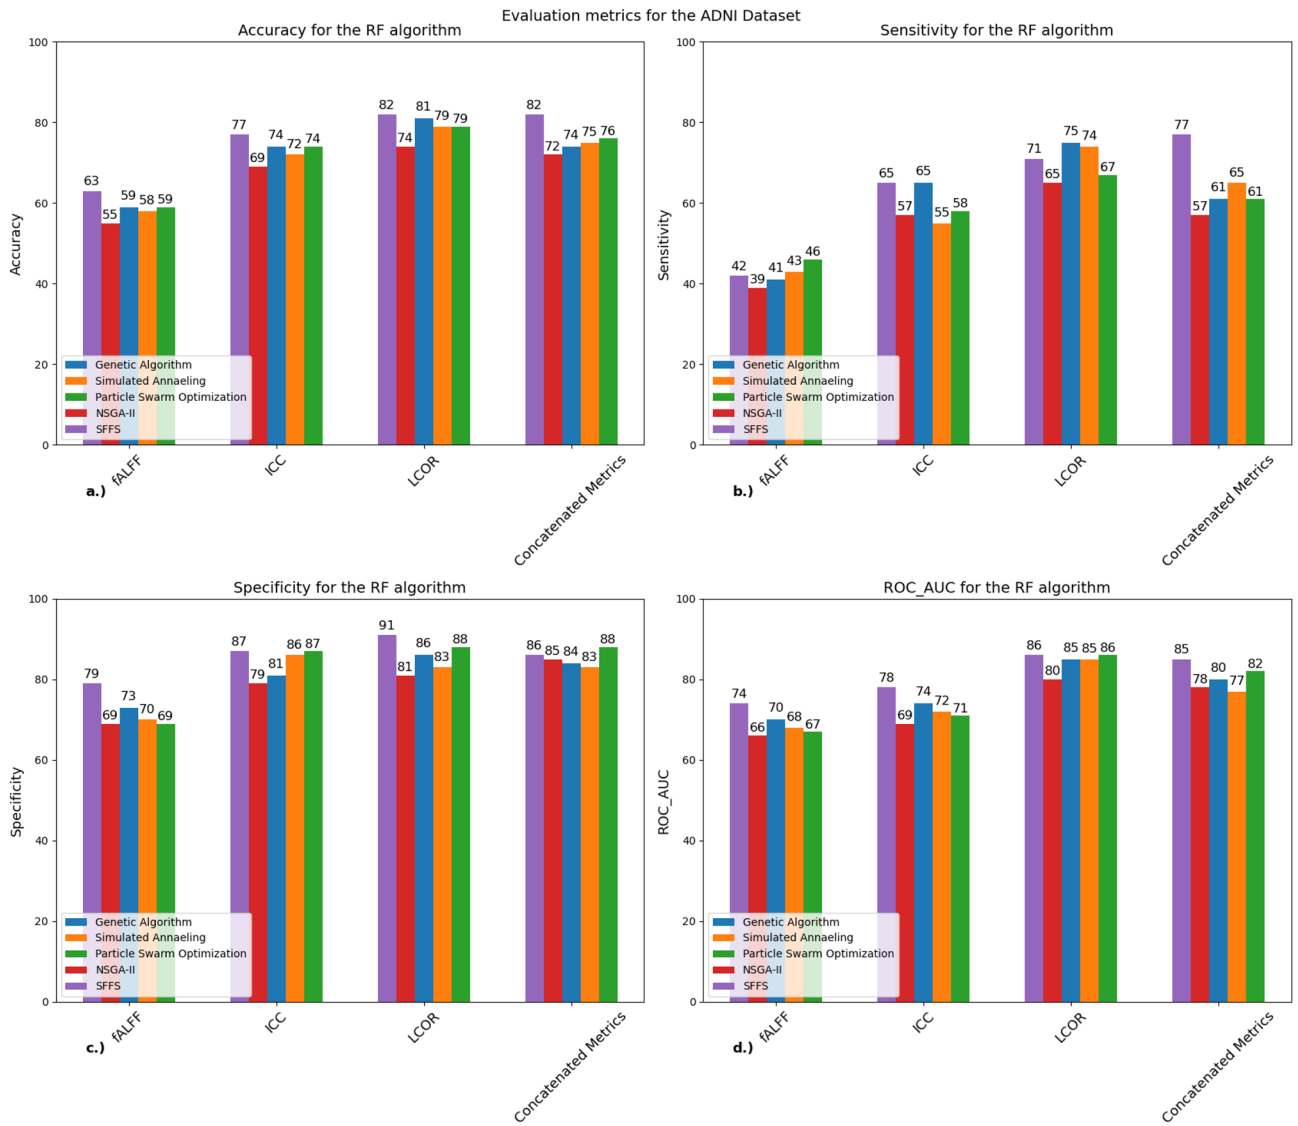 Evaluation metrics for the ADNI Dataset
Accuracy for the RF algorithm
100
80
60
40
20
0
Accuracy
63
55
59
58
59
77
69
74
72
74
82
74
81
79
79
82
72
74
75
76
Genetic Algorithm
Simulated Annaeling
Particle Swarm Optimization
NSGA-II
SFFS
fALFF
ICC
LCOR
Concatenated Metrics
a.)
Sensitivity for the RF algorithm
100
80
60
40
20
0
Sensitivity
42
39
41
43
46
65
57
65
55
58
71
65
75
74
67
77
57
61
65
61
Genetic Algorithm
Simulated Annaeling
Particle Swarm Optimization
NSGA-II
SFFS
fALFF
ICC
LCOR
Concatenated Metrics
b.)
Specificity for the RF algorithm
100
80
60
40
20
0
Specificity
79
69
73
70
69
87
79
81
86
87
91
81
86
83
88
86
85
84
83
88
Genetic Algorithm
Simulated Annaeling
Particle Swarm Optimization
NSGA-II
SFFS
fALFF
ICC
LCOR
Concatenated Metrics
c.)
ROC_AUC for the RF algorithm
100
80
60
40
20
0
ROC_AUC
74
66
70
68
67
78
69
74
72
71
86
80
85
85
86
85
78
80
77
82
Genetic Algorithm
Simulated Annaeling
Particle Swarm Optimization
NSGA-II
SFFS
fALFF
ICC
LCOR
Concatenated Metrics
d.)